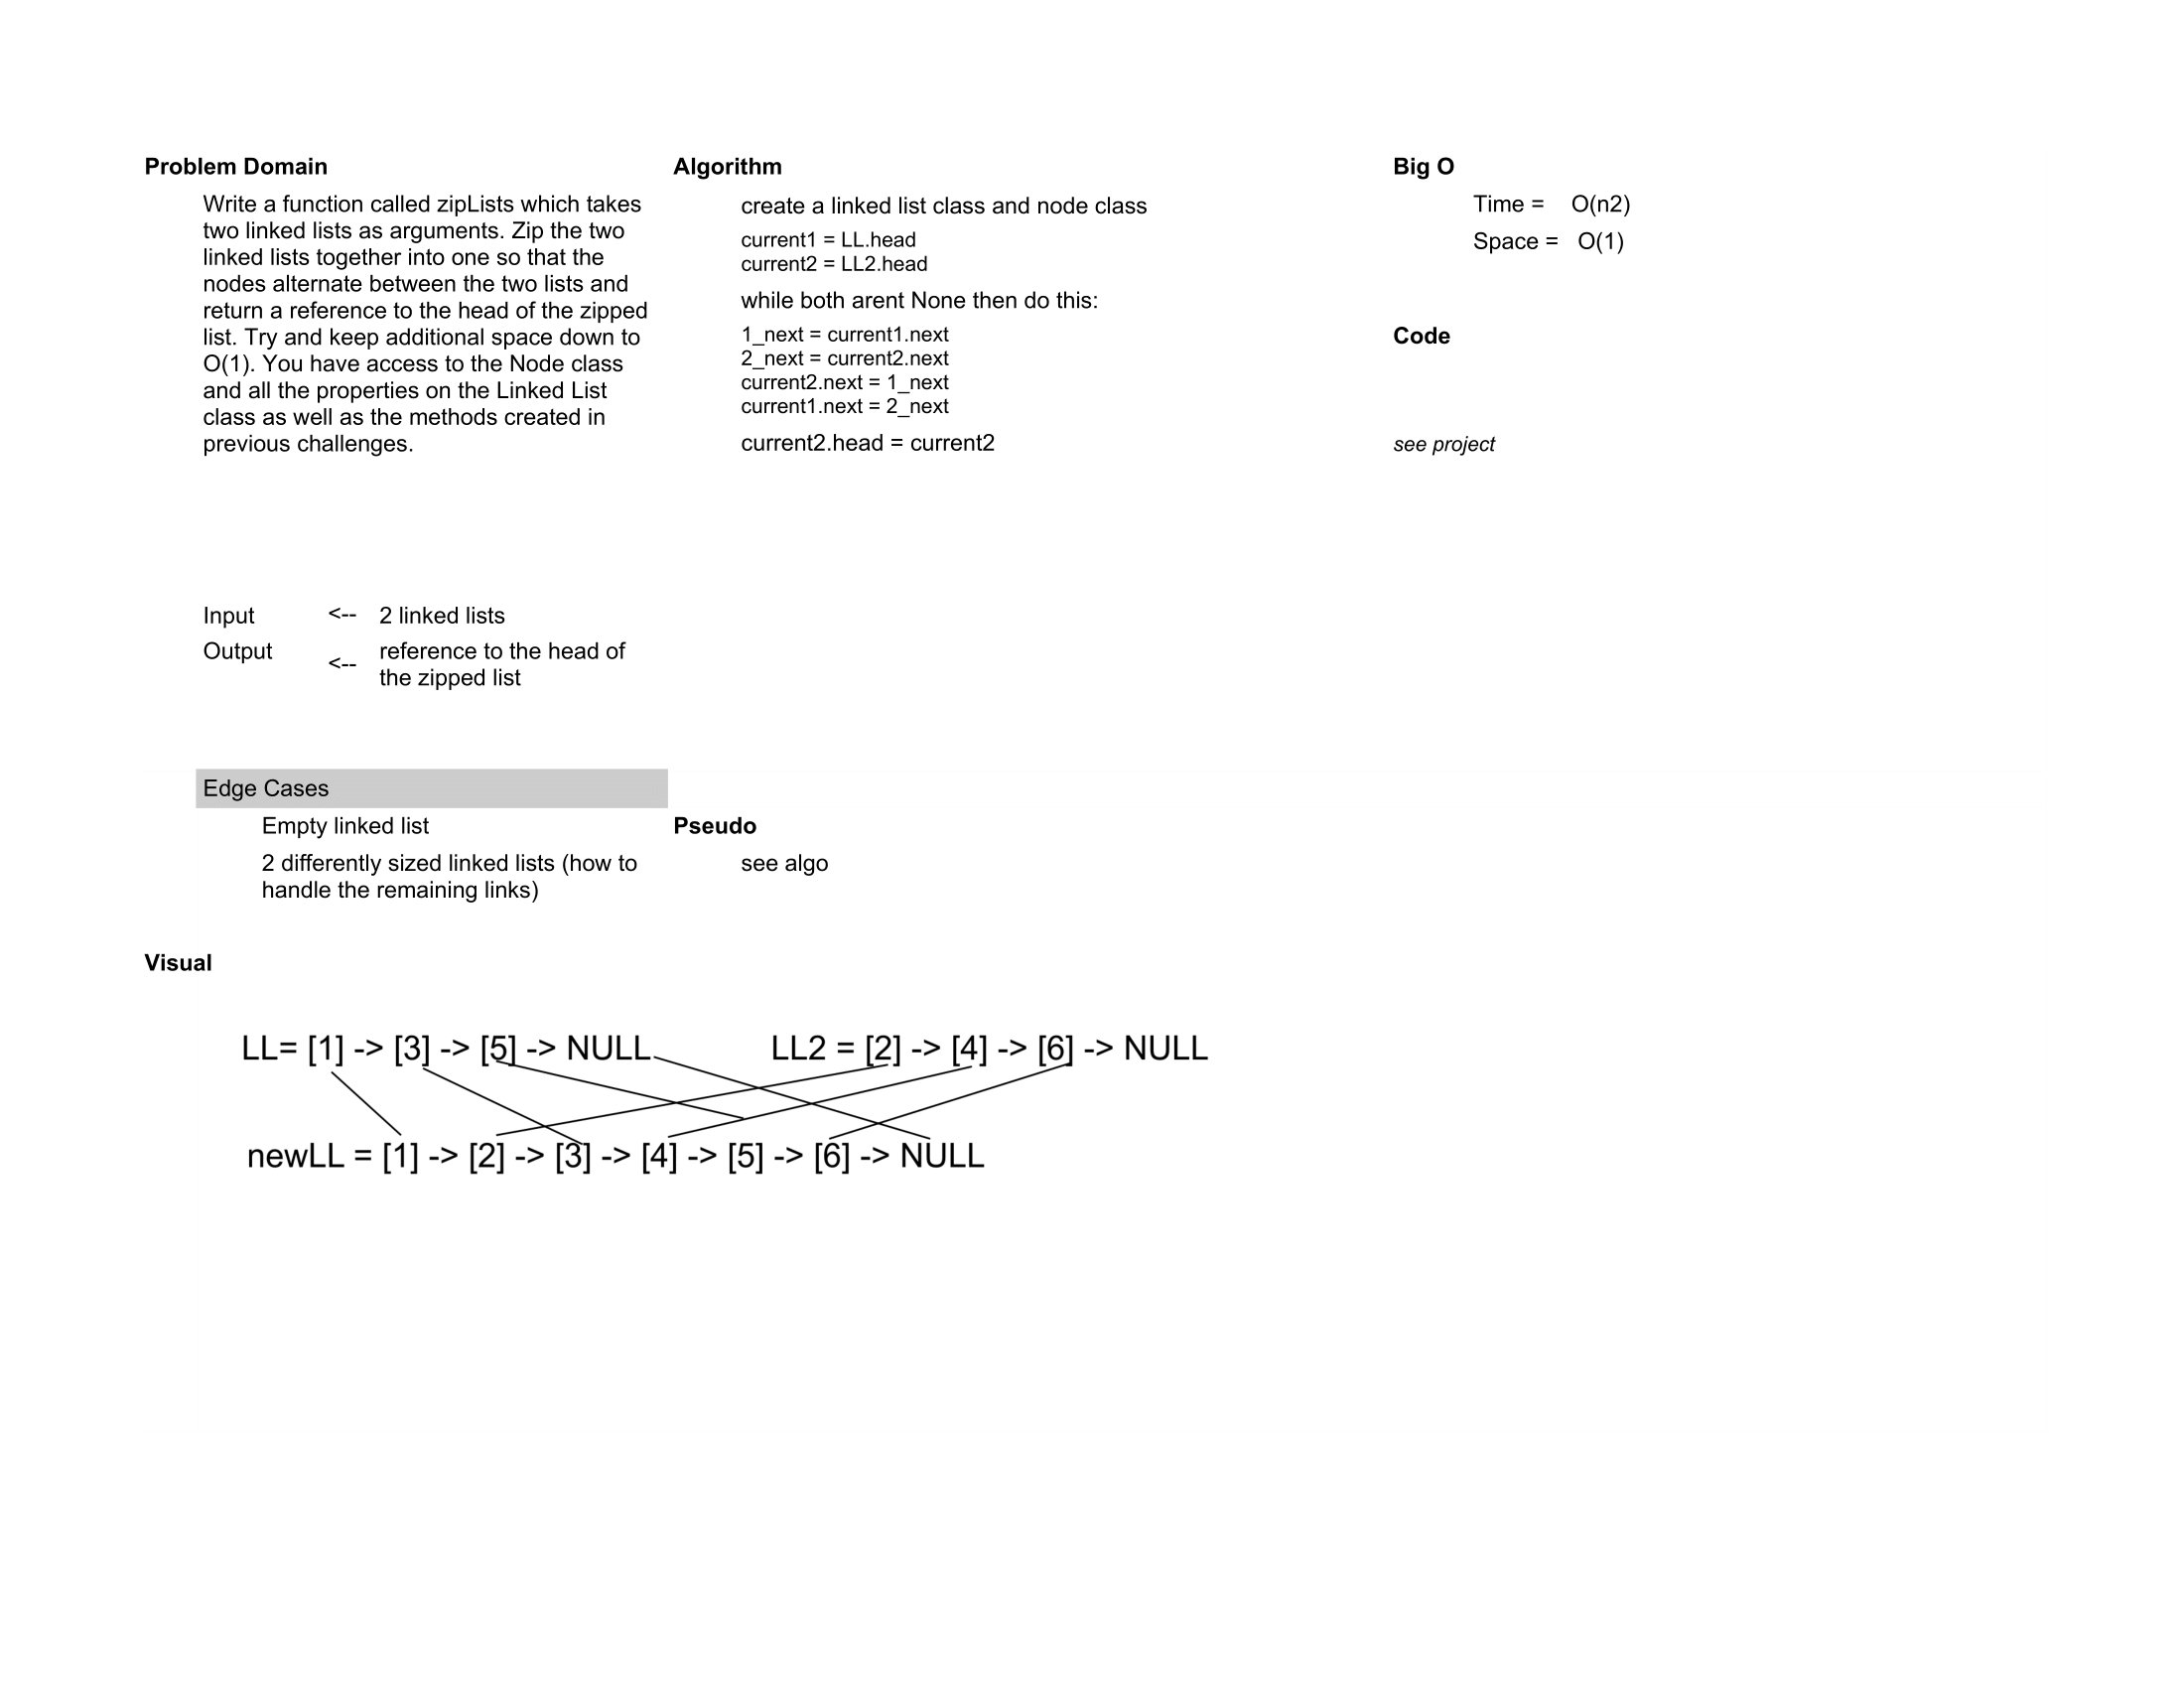 Problem Domain
Write a function called zipLists which takes
two linked lists as arguments. Zip the two
linked lists together into one so that the
nodes alternate between the two lists and
return a reference to the head of the zipped
list. Try and keep additional space down to
O(1). You have access to the Node class
and all the properties on the Linked List
class as well as the methods created in
previous challenges.
Input <-- 2 linked lists
Output <-- reference to the head of
the zipped list
Edge Cases
Empty linked list
2 differently sized linked lists (how to
handle the remaining links)
Algorithm
create a linked list class and node class
current1 = LL.head
current2 = LL2.head
while both arent None then do this:
1_next = current1.next
2_next = current2.next
current2.next = 1_next
current1.next = 2_next
current2.head = current2
Pseudo
see algo
Big O
Time = O(n2)
Space = O(1)
Code
see project
Visual
LL= [1] -> [3] -> [5] -> NULL LL2 = [2] -> [4] -> [6] -> NULL
newLL = [1] -> [2] -> [3] -> [4] -> [5] -> [6] -> NULL